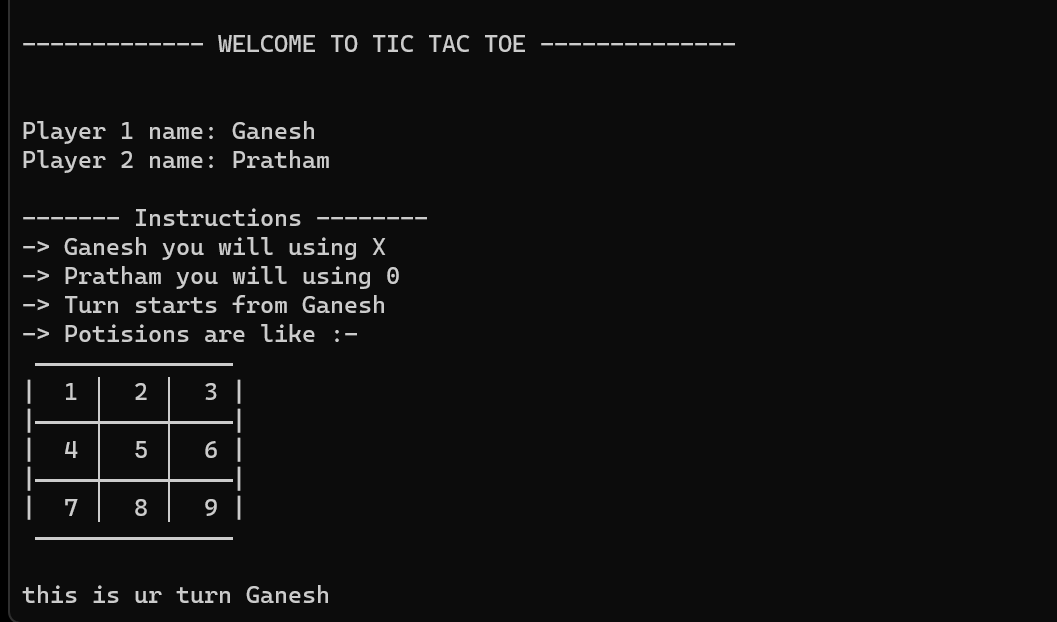 ------------- WELCOME TO TIC TAC TOE --------------
Player 1 name: Ganesh
Player 2 name: Pratham
------- Instructions --------
-> Ganesh you will using X
-> Pratham you will using 0
-> Turn starts from Ganesh
-> Potisions are like :-
| 1 | 2 | 3 |
| 4 | 5 | 6 |
| 7 | 8 | 9 |
this is ur turn Ganesh